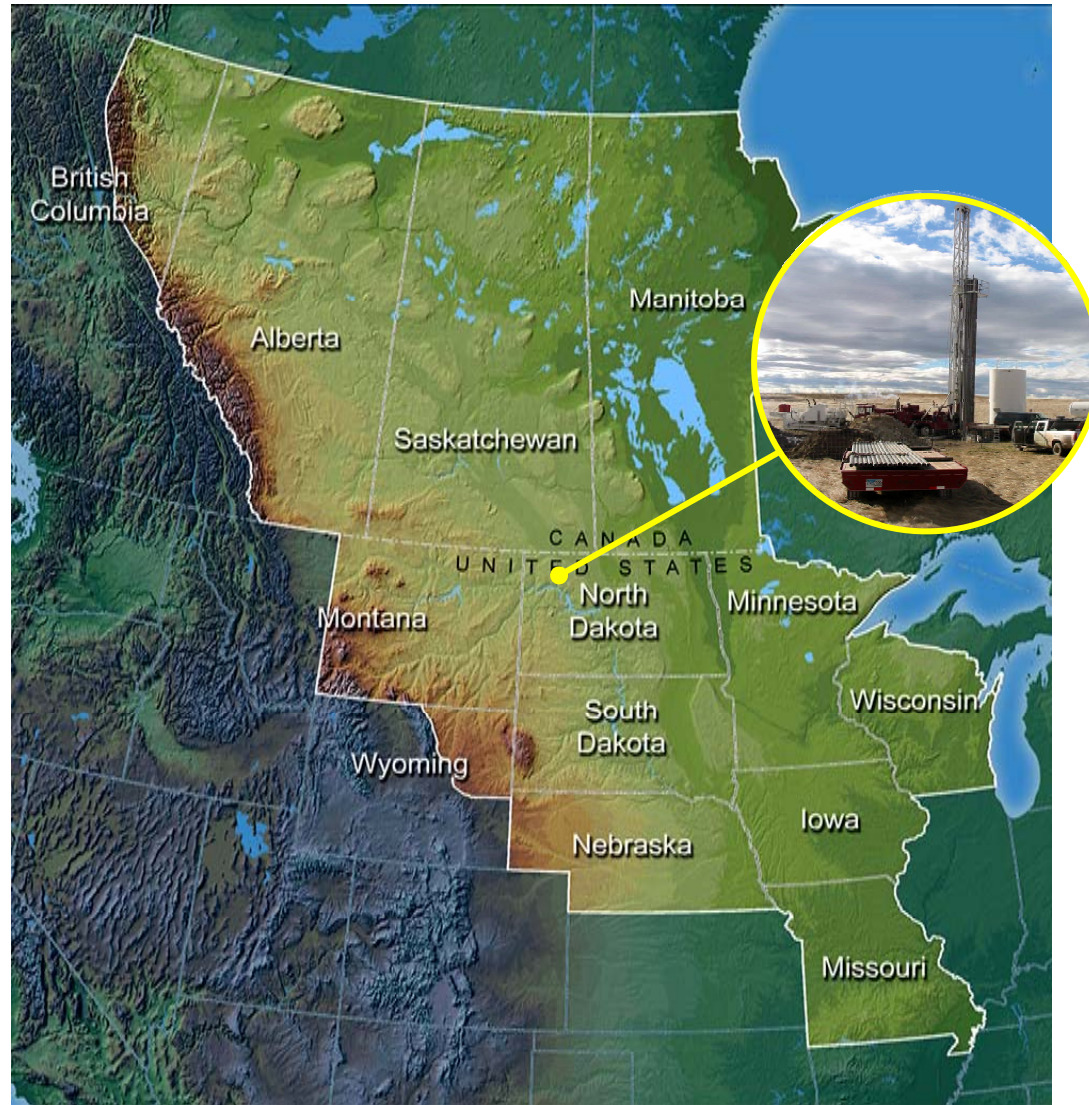 British
Columbia
Alberta
Manitoba
Saskatchewan
CANADA
UNITED STATES
Montana
North
Dakota
Minnesota
South
Dakota
Wisconsin
Wyoming
Nebraska
Iowa
Missouri